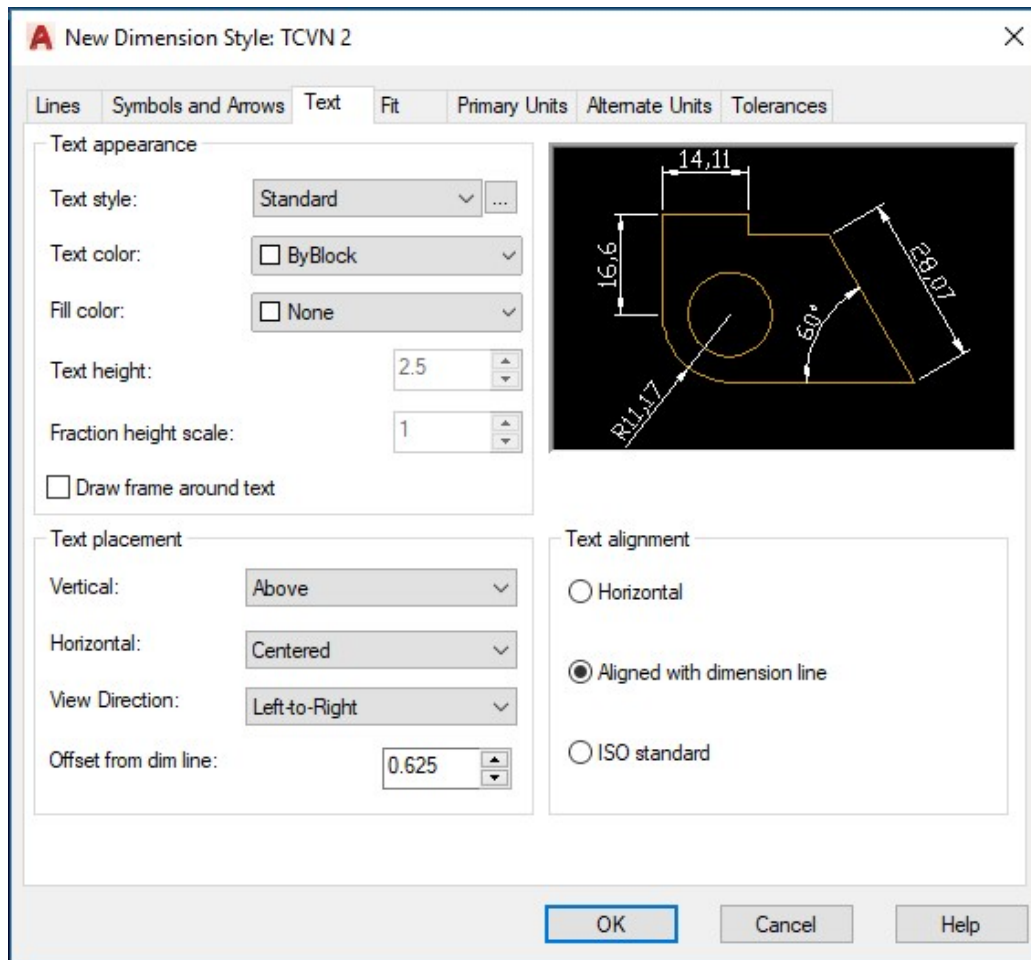 New Dimension Style: TCVN 2
Lines Symbols and Arrows Text Fit Primary Units Alternate Units Tolerances
Text appearance
Text style: Standard ...
Text color: ByBlock
Fill color: None
Text height: 2.5
Fraction height scale: 1
Draw frame around text
14,11
16,6
28,07
60°
R11,17
Text placement
Vertical: Above
Horizontal: Centered
View Direction: Left-to-Right
Offset from dim line: 0.625
Text alignment
Horizontal
Aligned with dimension line
ISO standard
OK Cancel Help